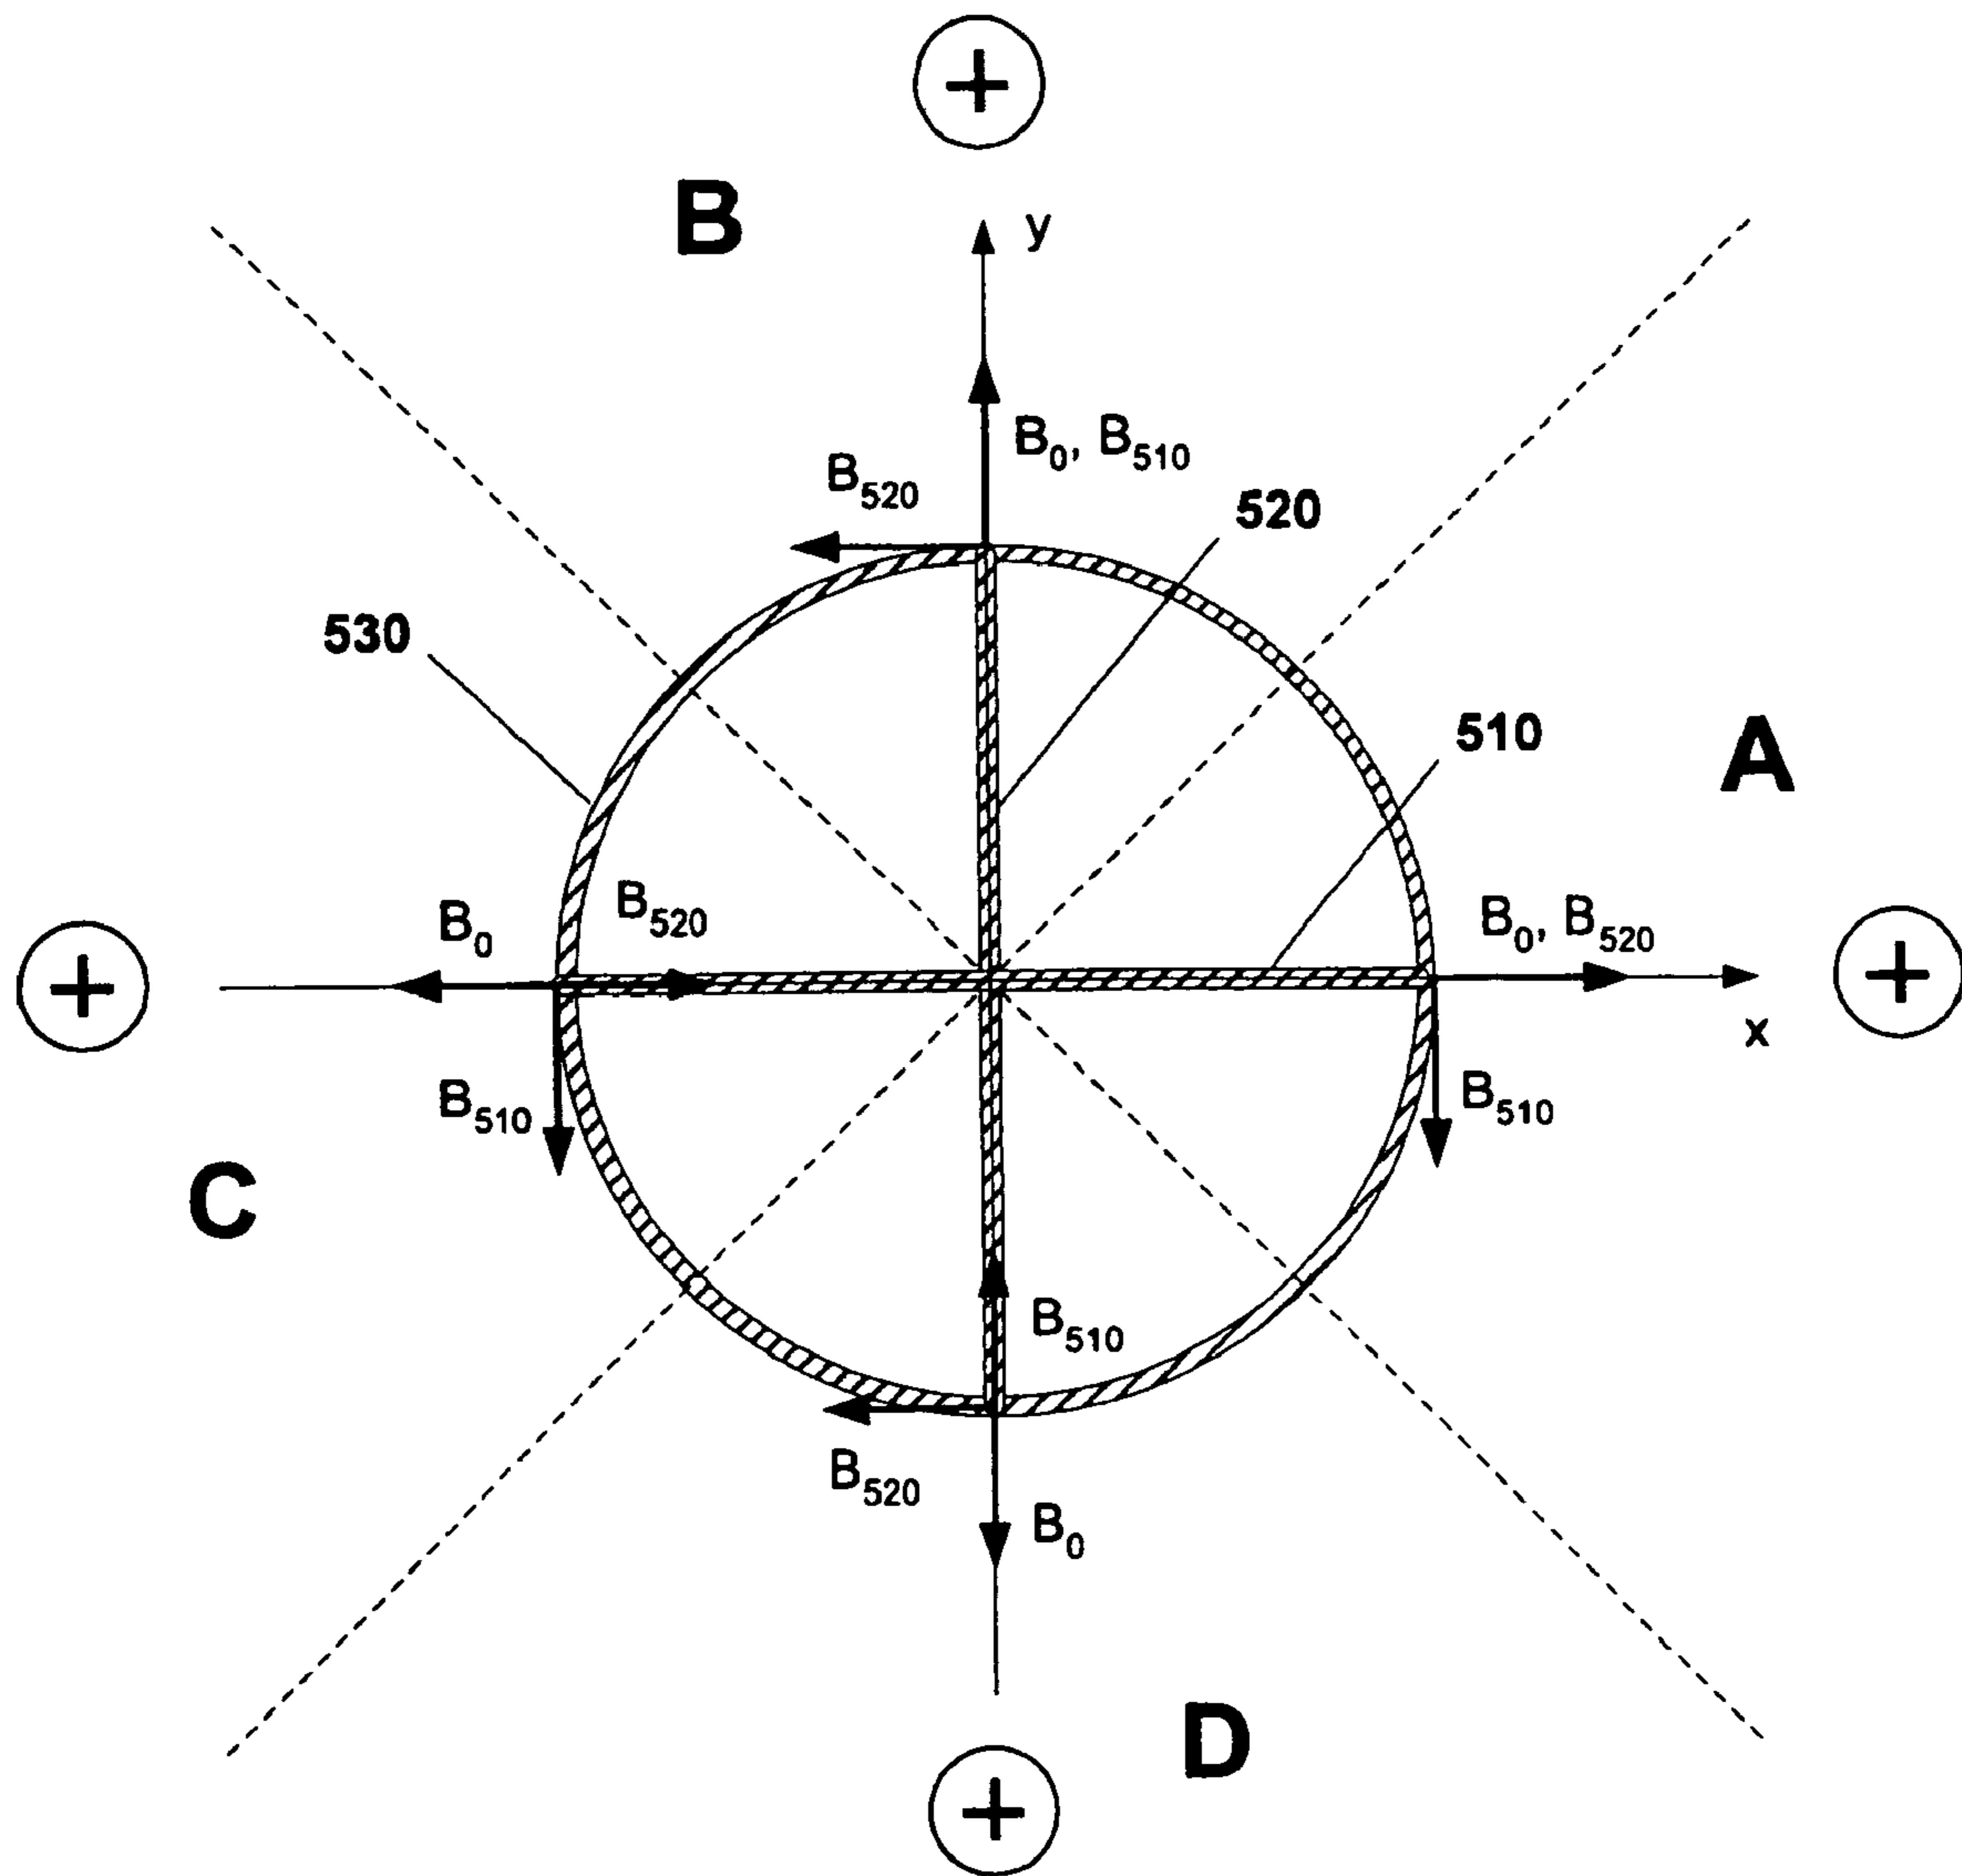 +
B
y
B₀, B₅₁₀
B₅₂₀
520
530
510
A
B₅₂₀
B₀
B₀, B₅₂₀
+
+
x
B₅₁₀
B₅₁₀
C
B₅₁₀
B₅₂₀
B₀
D
+